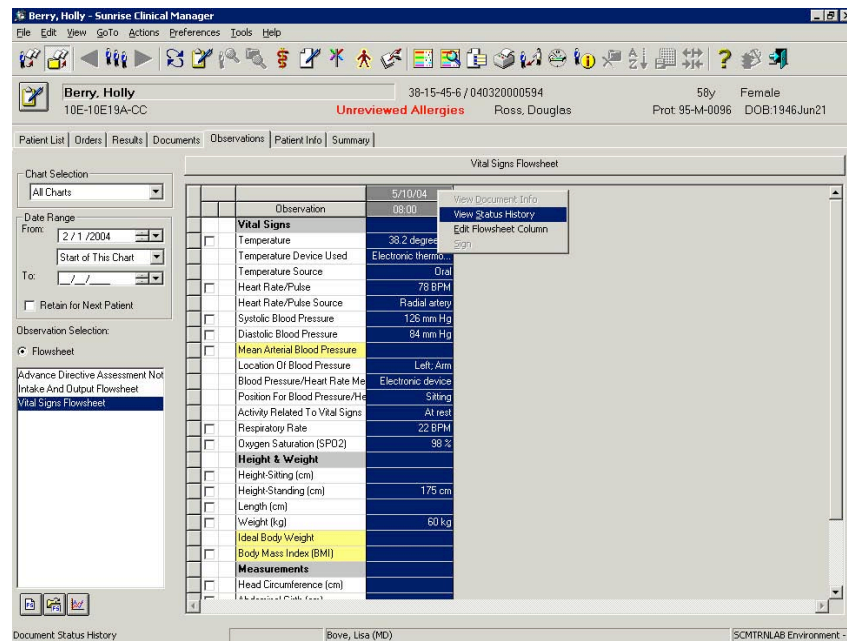 Berry, Holly - Sunrise Clinical Manager
File Edit View GoTo Actions Preferences Tools Help
Berry, Holly 38-15-45-6 / 040320000594 58y Female
10E-10E19A-CC Unreviewed Allergies Ross, Douglas Prot: 95-M-0096 DOB:1946Jun21
Patient List Orders Results Documents Observations Patient Info Summary
Vital Signs Flowsheet
Chart Selection
All Charts
Date Range
From: 2 / 1 /2004
Start of This Chart
To: _/_/_
Retain for Next Patient
Observation Selection:
Flowsheet
Advance Directive Assessment Not
Intake And Output Flowsheet
Vital Signs Flowsheet
5/10/04
Observation 08:00
View Document Info
View Status History
Edit Flowsheet Column
Sign
Vital Signs
Temperature 38.2 degree
Temperature Device Used Electronic thermo...
Temperature Source Oral
Heart Rate/Pulse 78 BPM
Heart Rate/Pulse Source Radial artery
Systolic Blood Pressure 126 mm Hg
Diastolic Blood Pressure 84 mm Hg
Mean Arterial Blood Pressure
Location Of Blood Pressure Left; Arm
Blood Pressure/Heart Rate Me Electronic device
Position For Blood Pressure/He Sitting
Activity Related To Vital Signs At rest
Respiratory Rate 22 BPM
Oxygen Saturation (SPO2) 98 %
Height & Weight
Height-Sitting (cm)
Height-Standing (cm) 175 cm
Length (cm)
Weight (kg) 60 kg
Ideal Body Weight
Body Mass Index (BMI)
Measurements
Head Circumference (cm)
Document Status History Bove, Lisa (MD) SCMTRNLAB Environment -